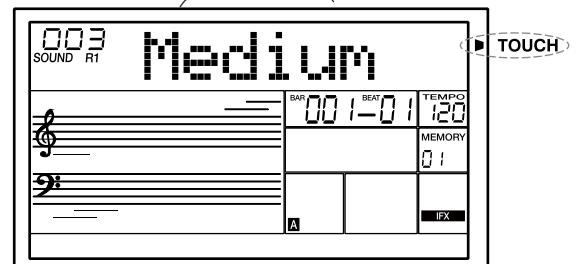 003 Medium
SOUND R1
TOUCH
BAR 001-BEAT 01 TEMPO 120
MEMORY
01
A IFX